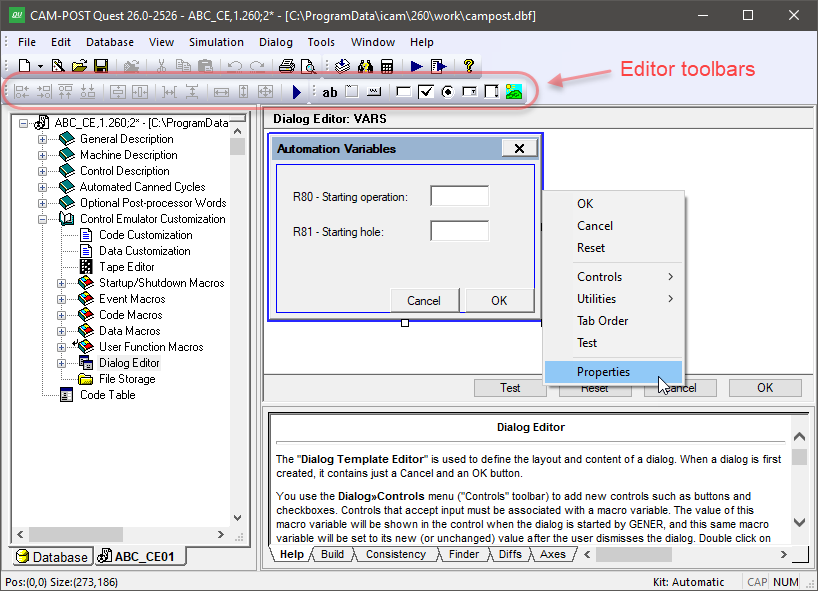 CAM-POST Quest 26.0-2526 - ABC_CE,1.260;2* - [C:\ProgramData\icam\260\work\campost.dbf]
File Edit Database View Simulation Dialog Tools Window Help
ab
Editor toolbars
ABC_CE,1.260;2* - [C:\ProgramData
General Description
Machine Description
Control Description
Automated Canned Cycles
Optional Post-processor Words
Control Emulator Customization
Code Customization
Data Customization
Tape Editor
Startup/Shutdown Macros
Event Macros
Code Macros
Data Macros
User Function Macros
Dialog Editor
File Storage
Code Table
Database ABC_CE01
Dialog Editor: VARS
Automation Variables
R80 - Starting operation:
R81 - Starting hole:
Cancel OK
OK
Cancel
Reset
Controls
Utilities
Tab Order
Test
Properties
Test Reset Cancel OK
Dialog Editor
The "Dialog Template Editor" is used to define the layout and content of a dialog. When a dialog is first
created, it contains just a Cancel and an OK button.
You use the Dialog»Controls menu ("Controls" toolbar) to add new controls such as buttons and
checkboxes. Controls that accept input must be associated with a macro variable. The value of this
macro variable will be shown in the control when the dialog is started by GENER, and this same macro
variable will be set to its new (or unchanged) value after the user dismisses the dialog. Double click on
Help Build Consistency Finder Diffs Axes
Pos:(0,0) Size:(273,186) Kit: Automatic CAP NUM